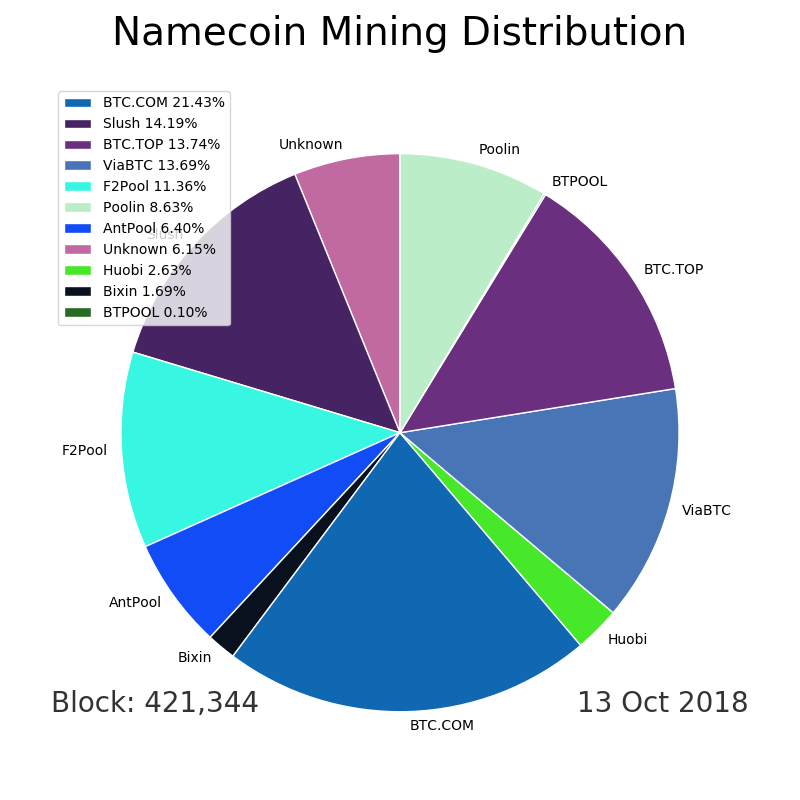 Namecoin Mining Distribution
BTC.COM 21.43%
Slush 14.19%
BTC.TOP 13.74%
ViaBTC 13.69%
F2Pool 11.36%
Poolin 8.63%
AntPool 6.40%
Unknown 6.15%
Huobi 2.63%
Bixin 1.69%
BTPOOL 0.10%
Unknown
Poolin
BTPOOL
Slush
BTC.TOP
F2Pool
ViaBTC
AntPool
Huobi
Bixin
BTC.COM
Block: 421,344
13 Oct 2018